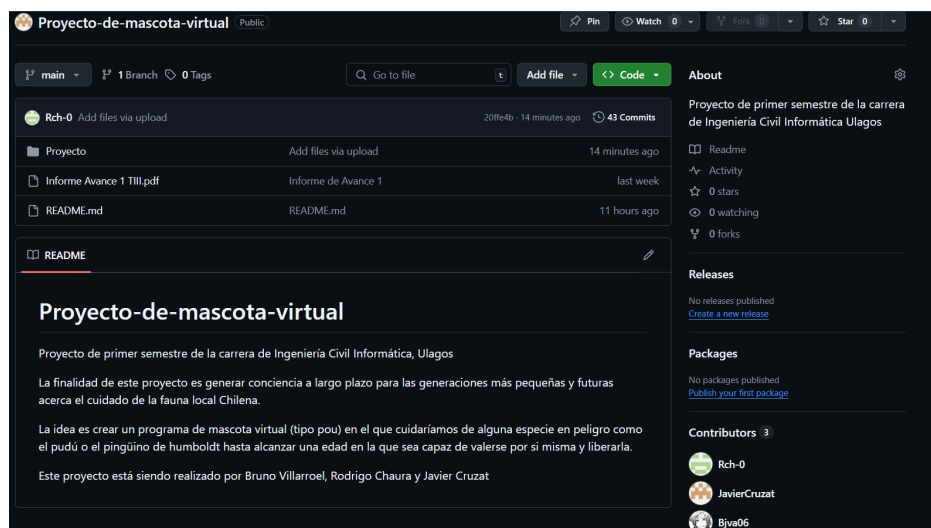 Proyecto-de-mascota-virtual Public
Pin Watch 0 Fork 0 Star 0
main 1 Branch 0 Tags Go to file t Add file Code
About
Proyecto de primer semestre de la carrera
de Ingeniería Civil Informática Ulagos
Readme
Activity
0 stars
0 watching
0 forks
Releases
No releases published
Create a new release
Packages
No packages published
Publish your first package
Contributors 3
Rch-0
JavierCruzat
Bjva06
Rch-0 Add files via upload 20ffe4b · 14 minutes ago 43 Commits
Proyecto Add files via upload 14 minutes ago
Informe Avance 1 TIII.pdf Informe de Avance 1 last week
README.md README.md 11 hours ago
README
Proyecto-de-mascota-virtual
Proyecto de primer semestre de la carrera de Ingeniería Civil Informática, Ulagos
La finalidad de este proyecto es generar conciencia a largo plazo para las generaciones más pequeñas y futuras
acerca el cuidado de la fauna local Chilena.
La idea es crear un programa de mascota virtual (tipo pou) en el que cuidaríamos de alguna especie en peligro como
el pudú o el pingüino de humboldt hasta alcanzar una edad en la que sea capaz de valerse por si misma y liberarla.
Este proyecto está siendo realizado por Bruno Villarroel, Rodrigo Chaura y Javier Cruzat